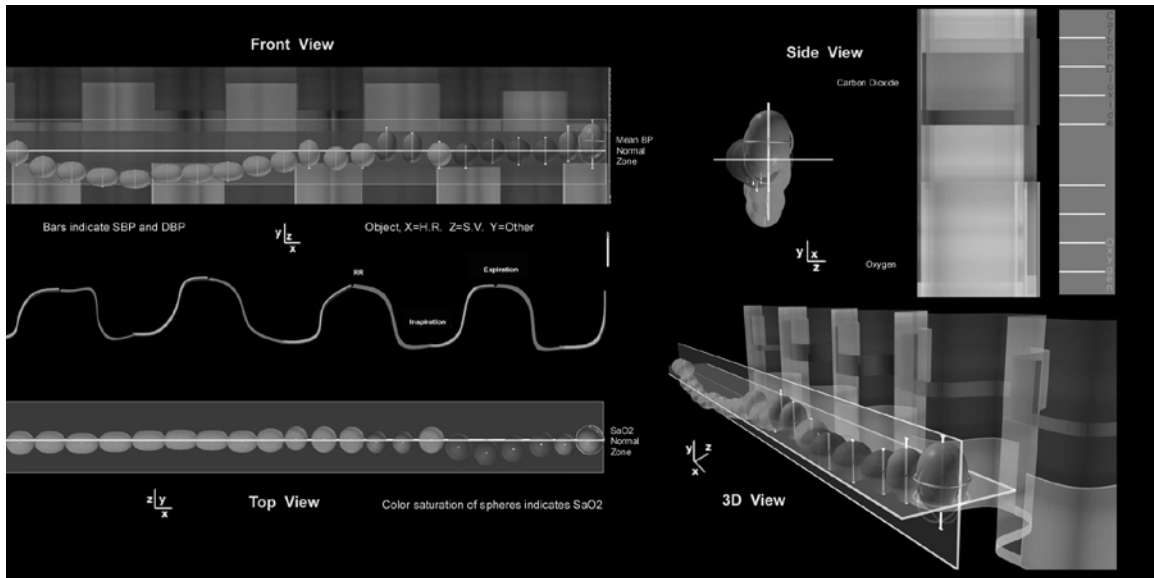 Front View
Side View
Carbon Dioxide
Mean BP
Normal
Zone
Bars indicate SBP and DBP
y z
x
Object, X=H.R. Z=S.V. Y=Other
y x
z
Oxygen
RR
Expiration
Inspiration
SaO2
Normal
Zone
y z
x
z y
x
Top View
Color saturation of spheres indicates SaO2
3D View